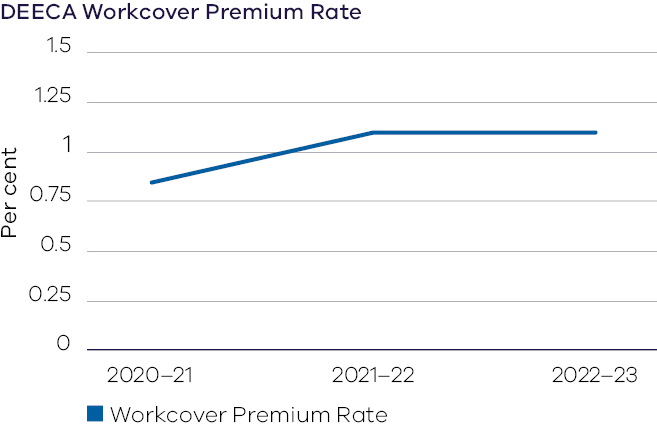 DEECA Workcover Premium Rate
Per cent
1.5
1.25
1
0.75
0.5
0.25
0
2020–21 2021–22 2022–23
Workcover Premium Rate